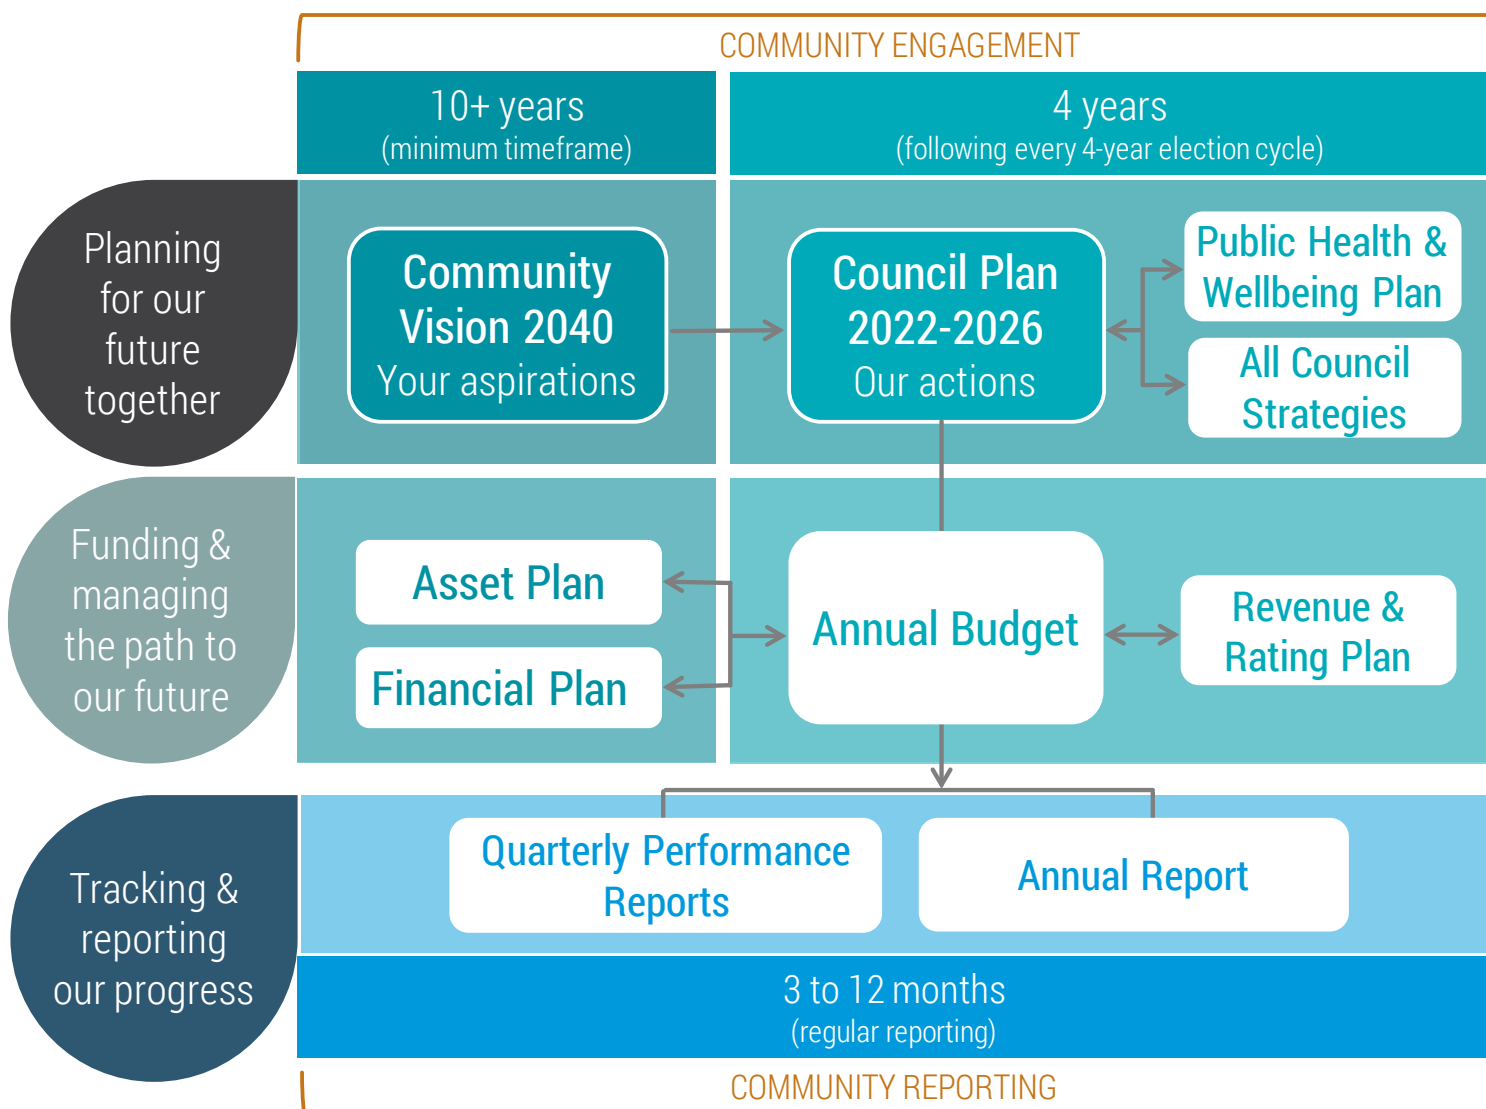 COMMUNITY ENGAGEMENT
10+ years
(minimum timeframe)
4 years
(following every 4-year election cycle)
Planning
for our
future
together
Community
Vision 2040
Your aspirations
Council Plan
2022-2026
Our actions
Public Health &
Wellbeing Plan
All Council
Strategies
Funding &
managing
the path to
our future
Asset Plan
Financial Plan
Annual Budget
Revenue &
Rating Plan
Tracking &
reporting
our progress
Quarterly Performance
Reports
Annual Report
3 to 12 months
(regular reporting)
COMMUNITY REPORTING